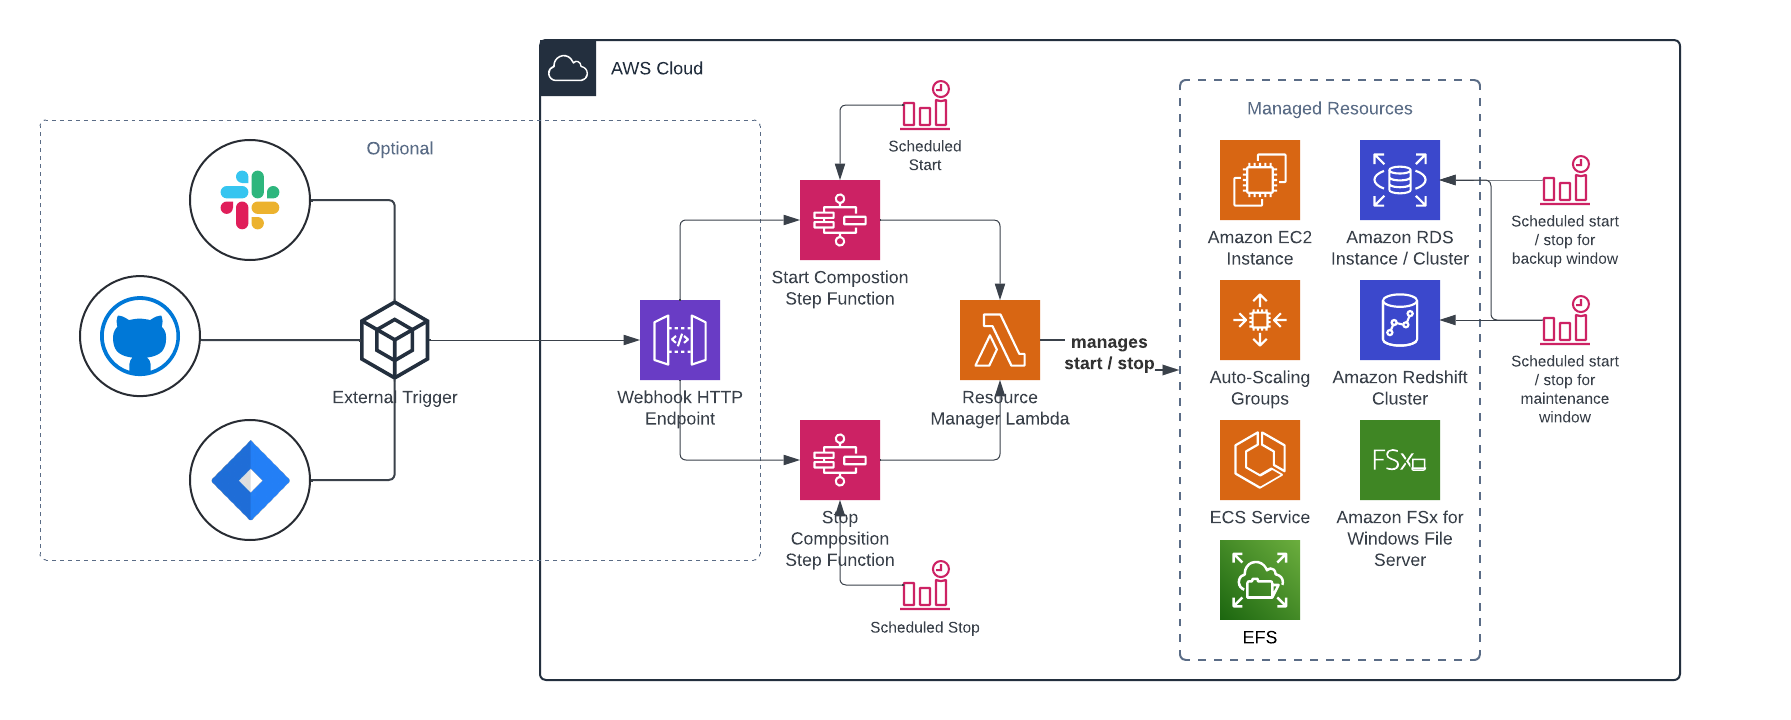 AWS Cloud
Optional
Scheduled
Start
Managed Resources
Start Compostion
Step Function
External Trigger
Webhook HTTP
Endpoint
Resource
Manager Lambda
manages
start / stop
Stop
Composition
Step Function
Scheduled Stop
Amazon EC2
Instance
Amazon RDS
Instance / Cluster
Auto-Scaling
Groups
Amazon Redshift
Cluster
ECS Service
FSx
Amazon FSx for
Windows File
Server
EFS
Scheduled start
/ stop for
backup window
Scheduled start
/ stop for
maintenance
window